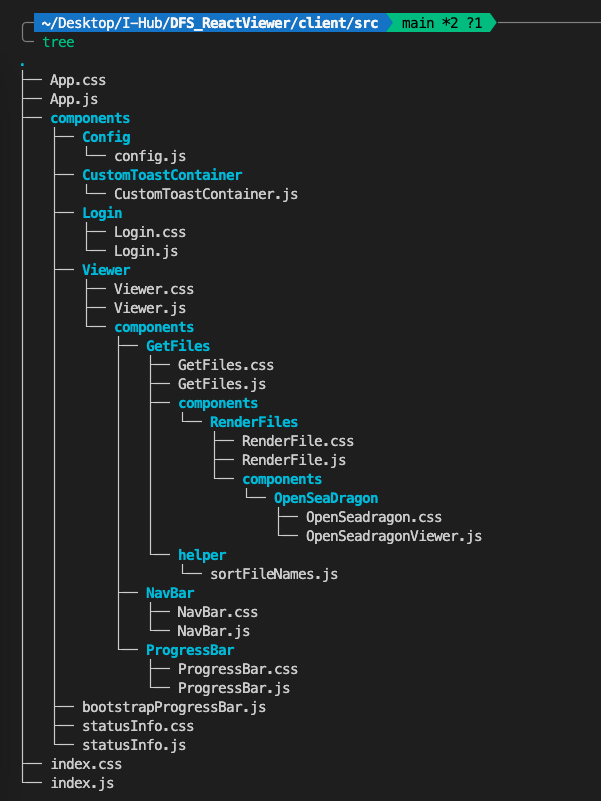 ~/Desktop/I-Hub/DFS_ReactViewer/client/src main *2 ?1
tree
.
├── App.css
├── App.js
├── components
│   ├── Config
│   │   └── config.js
│   ├── CustomToastContainer
│   │   └── CustomToastContainer.js
│   ├── Login
│   │   ├── Login.css
│   │   └── Login.js
│   ├── Viewer
│   │   ├── Viewer.css
│   │   ├── Viewer.js
│   │   └── components
│   │       ├── GetFiles
│   │       │   ├── GetFiles.css
│   │       │   ├── GetFiles.js
│   │       │   ├── components
│   │       │   │   └── RenderFiles
│   │       │   │       ├── RenderFile.css
│   │       │   │       ├── RenderFile.js
│   │       │   │       └── components
│   │       │   │           └── OpenSeaDragon
│   │       │   │               ├── OpenSeadragon.css
│   │       │   │               └── OpenSeadragonViewer.js
│   │       │   └── helper
│   │       │       └── sortFileNames.js
│   │       ├── NavBar
│   │       │   ├── NavBar.css
│   │       │   └── NavBar.js
│   │       └── ProgressBar
│   │           ├── ProgressBar.css
│   │           └── ProgressBar.js
│   ├── bootstrapProgressBar.js
│   ├── statusInfo.css
│   └── statusInfo.js
├── index.css
└── index.js